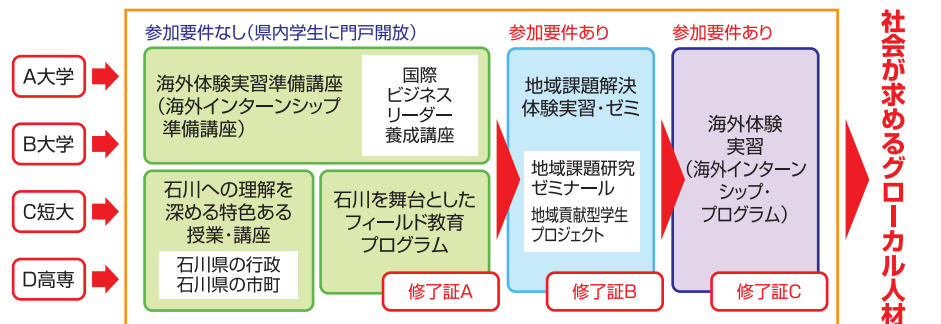 参加要件なし(県内学生に門戸開放)
参加要件あり
参加要件あり
A大学
B大学
C短大
D高専
海外体験実習準備講座
(海外インターンシップ
準備講座)
国際
ビジネス
リーダー
養成講座
石川への理解を
深める特色ある
授業・講座
石川県の行政
石川県の市町
石川を舞台とした
フィールド教育
プログラム
修了証A
地域課題解決
体験実習・ゼミ
地域課題研究
ゼミナール
地域貢献型学生
プロジェクト
修了証B
海外体験
実習
(海外インターン
シップ・
プログラム)
修了証C
社会が求めるグローカル人材